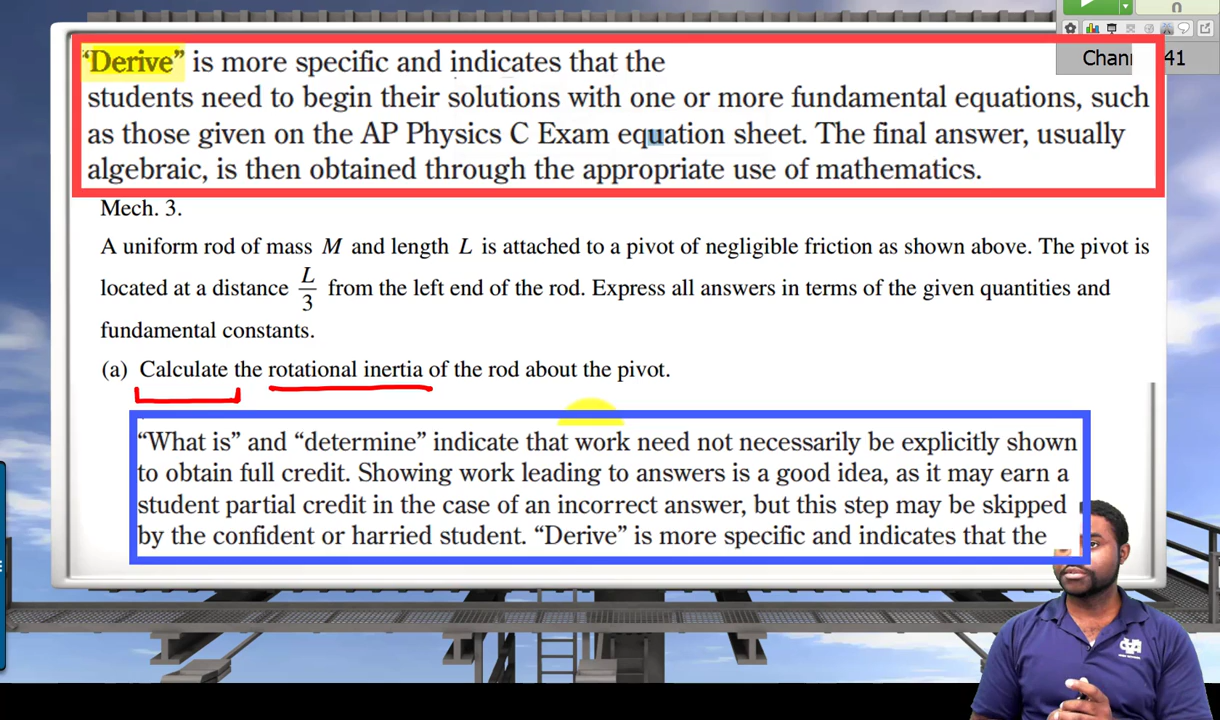 0
Chan 41
“Derive” is more specific and indicates that the
students need to begin their solutions with one or more fundamental equations, such
as those given on the AP Physics C Exam equation sheet. The final answer, usually
algebraic, is then obtained through the appropriate use of mathematics.
Mech. 3.
A uniform rod of mass M and length L is attached to a pivot of negligible friction as shown above. The pivot is
located at a distance L/3 from the left end of the rod. Express all answers in terms of the given quantities and
fundamental constants.
(a) Calculate the rotational inertia of the rod about the pivot.
“What is” and “determine” indicate that work need not necessarily be explicitly shown
to obtain full credit. Showing work leading to answers is a good idea, as it may earn a
student partial credit in the case of an incorrect answer, but this step may be skipped
by the confident or harried student. “Derive” is more specific and indicates that the